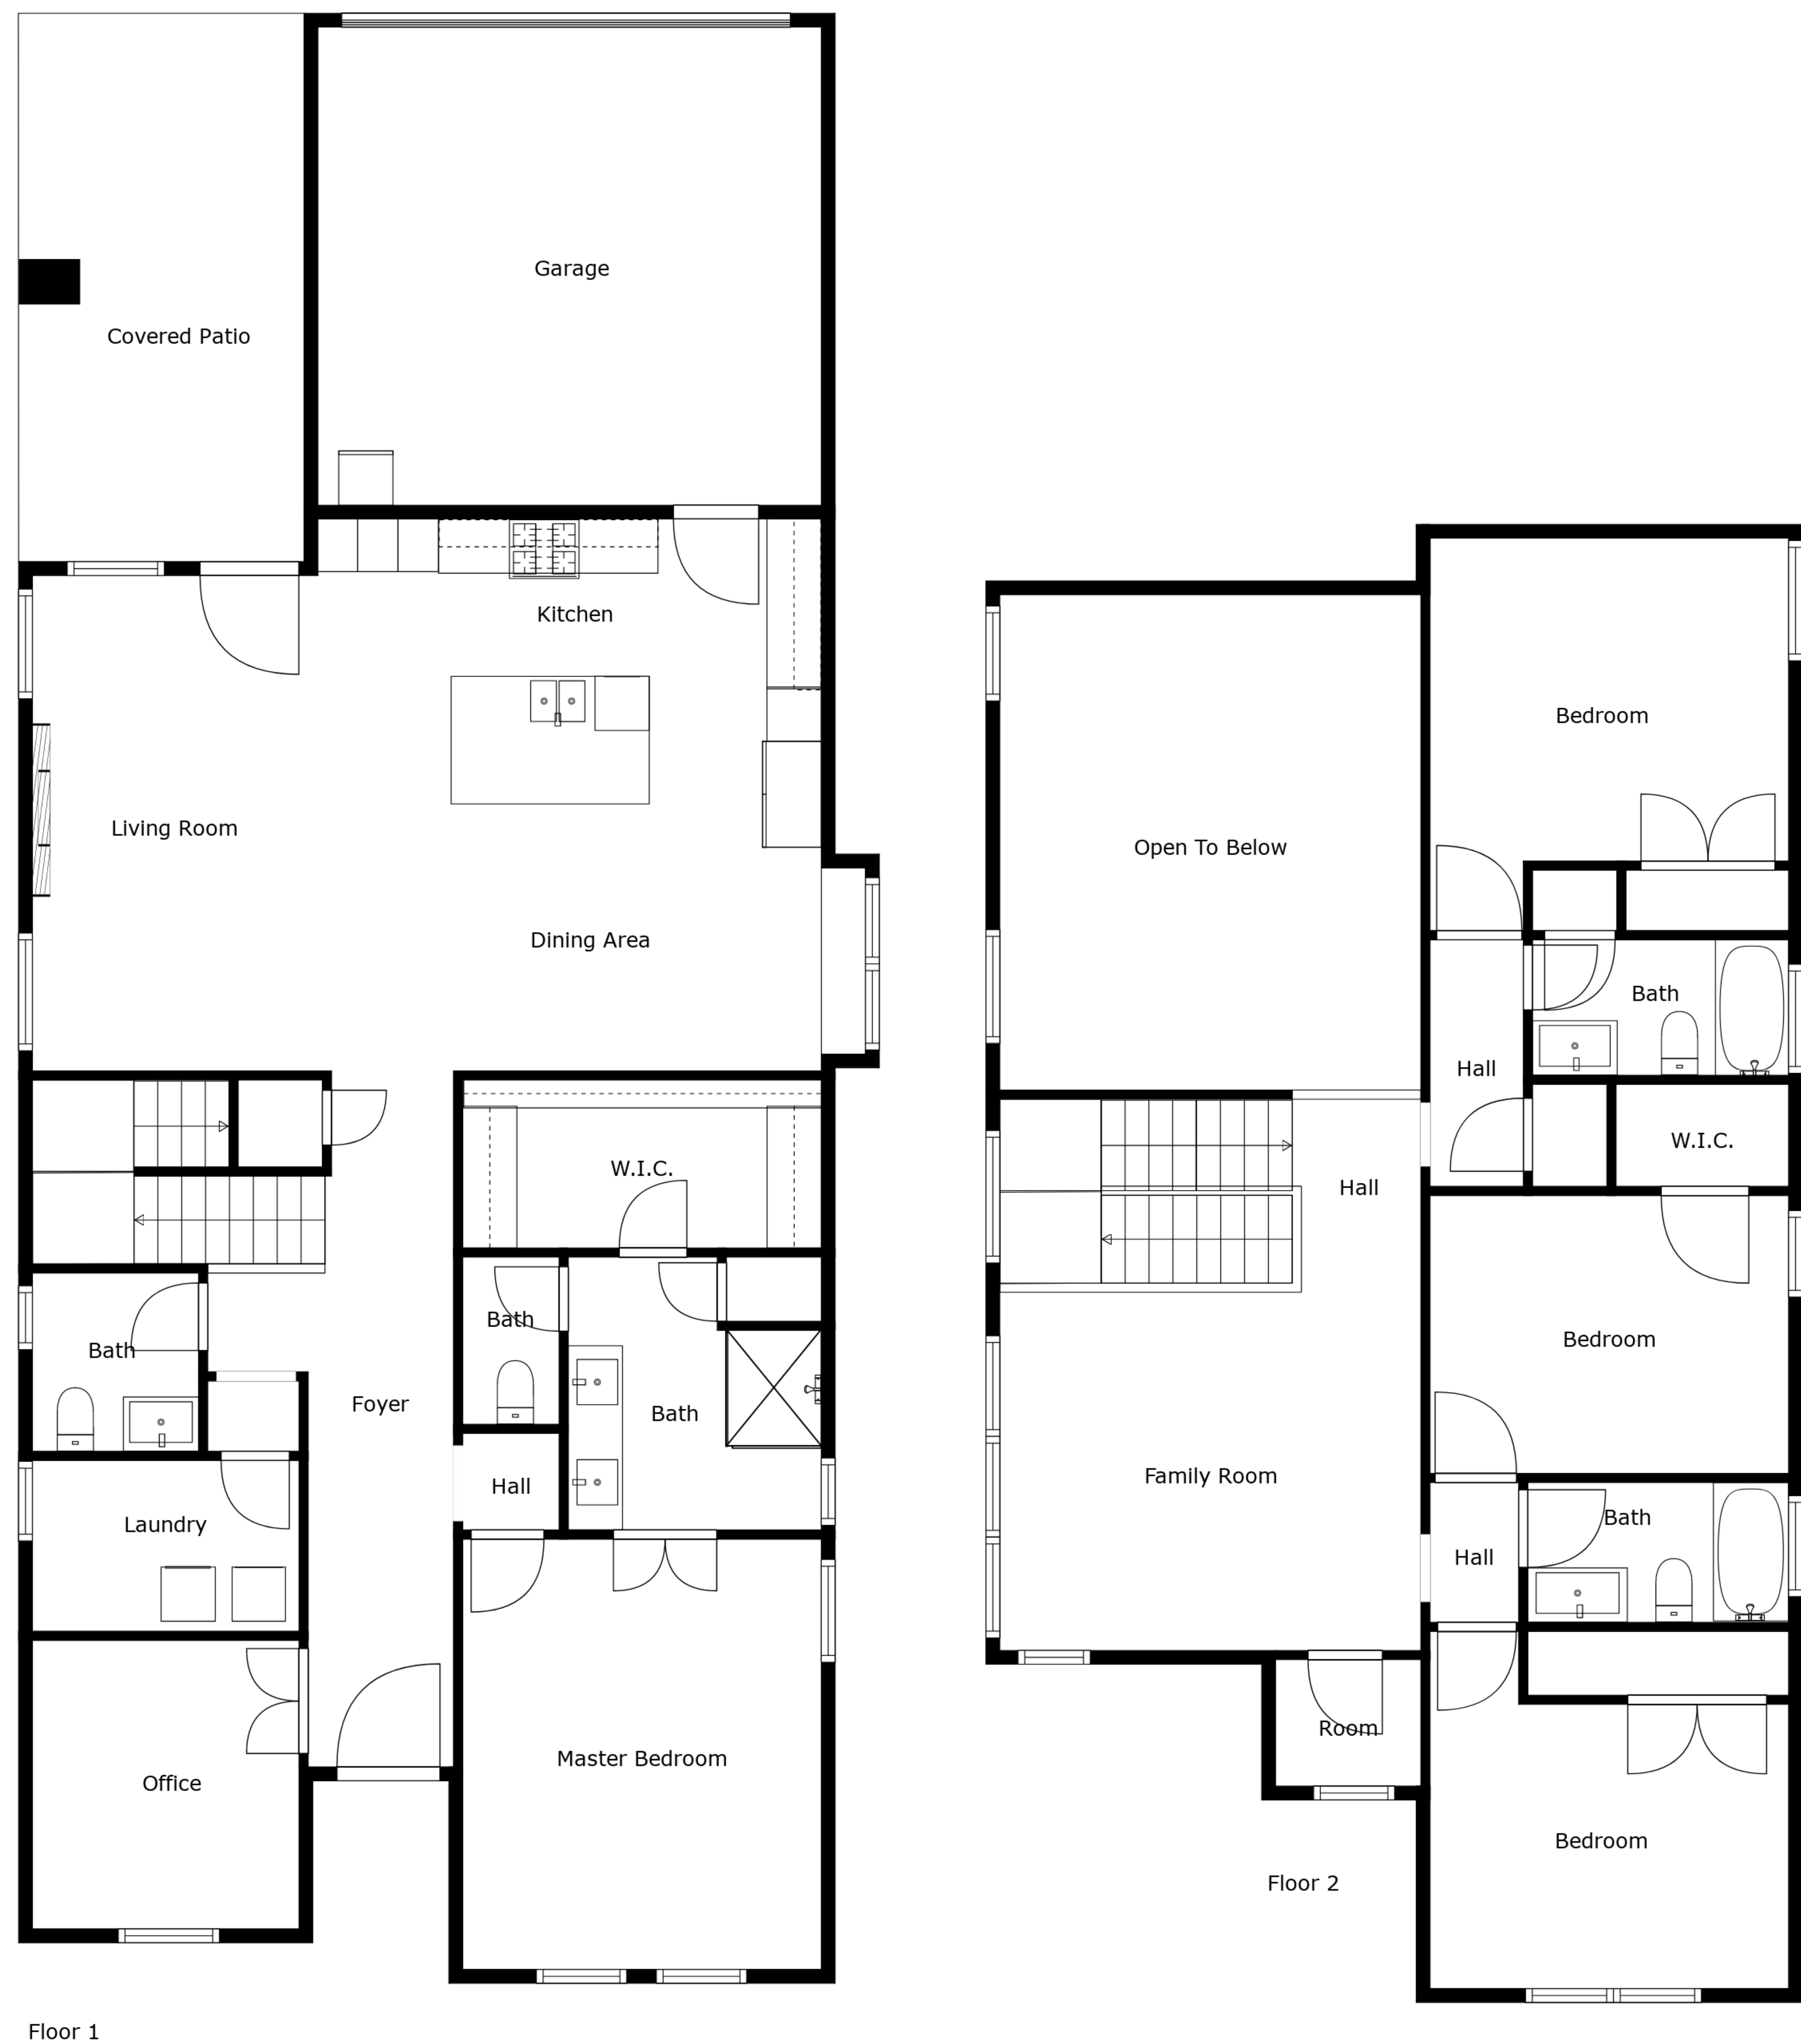 Garage
Covered Patio
Kitchen
Living Room
Dining Area
W.I.C.
Bath
Bath
Foyer
Bath
Hall
Laundry
Master Bedroom
Office
Floor 1
Bedroom
Open To Below
Bath
Hall
W.I.C.
Hall
Bedroom
Family Room
Bath
Hall
Room
Bedroom
Floor 2